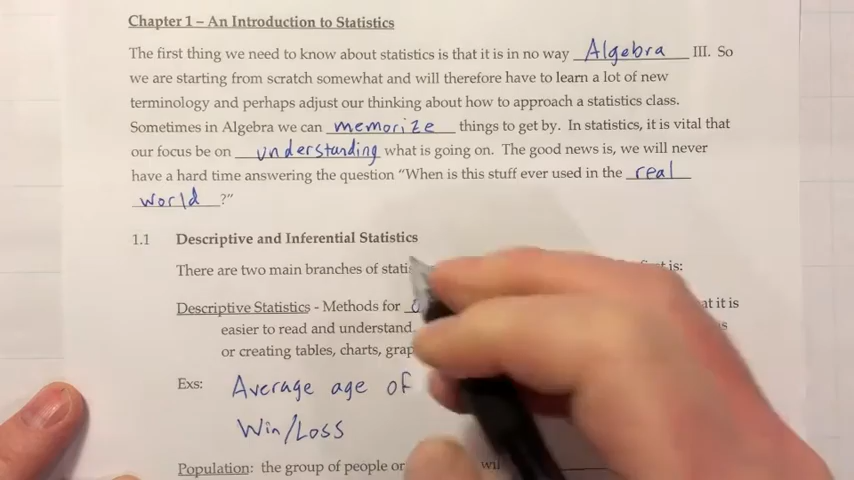 Chapter 1 – An Introduction to Statistics
The first thing we need to know about statistics is that it is in no way Algebra III. So
we are starting from scratch somewhat and will therefore have to learn a lot of new
terminology and perhaps adjust our thinking about how to approach a statistics class.
Sometimes in Algebra we can memorize things to get by. In statistics, it is vital that
our focus be on understanding what is going on. The good news is, we will never
have a hard time answering the question “When is this stuff ever used in the real
world ?”
1.1 Descriptive and Inferential Statistics
There are two main branches of is:
Descriptive Statistics - Methods for it is
easier to read and understand.
or creating tables, charts,
Exs: Average age of
Win/Loss
Population: the group of people or